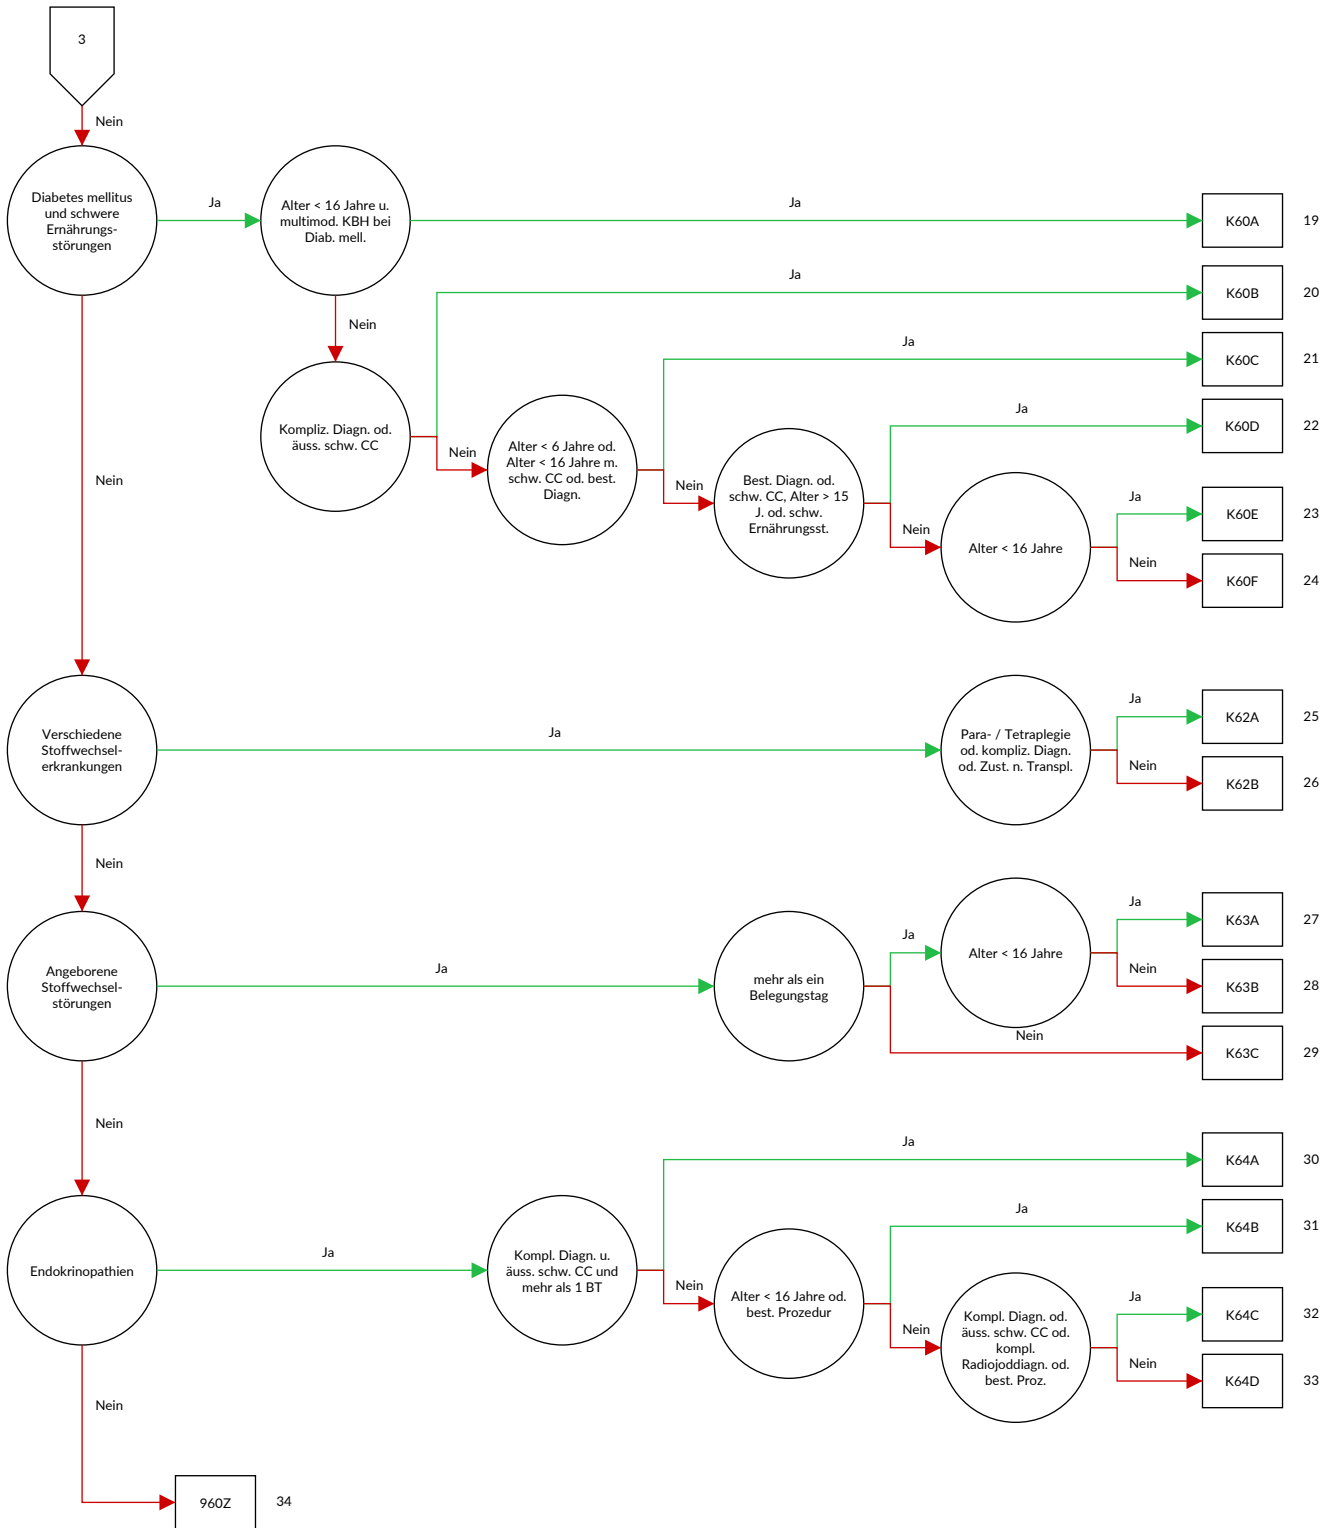 3
Nein
Diabetes mellitus
und schwere
Ernährungs-
störungen
Ja
Alter < 16 Jahre u.
multimod. KBH bei
Diab. mell.
Ja
K60A
19
Ja
K60B
20
Nein
Ja
K60C
21
Kompliz. Diagn. od.
äuss. schw. CC
Nein
Alter < 6 Jahre od.
Alter < 16 Jahre m.
schw. CC od. best.
Diagn.
Ja
K60D
22
Nein
Nein
Best. Diagn. od.
schw. CC, Alter > 15
J. od. schw.
Ernährungsst.
Nein
Alter < 16 Jahre
Ja
K60E
23
Nein
K60F
24
Verschiedene
Stoffwechsel-
erkrankungen
Ja
Para- / Tetraplegie
od. kompliz. Diagn.
od. Zust. n. Transpl.
Ja
K62A
25
Nein
K62B
26
Nein
Angeborene
Stoffwechsel-
störungen
Ja
mehr als ein
Belegungstag
Ja
Alter < 16 Jahre
Ja
K63A
27
Nein
K63B
28
Nein
K63C
29
Nein
Ja
K64A
30
Endokrinopathien
Ja
Kompl. Diagn. u.
äuss. schw. CC und
mehr als 1 BT
Ja
K64B
31
Nein
Alter < 16 Jahre od.
best. Prozedur
Nein
Kompl. Diagn. od.
äuss. schw. CC od.
kompl.
Radiojoddiagn. od.
best. Proz.
Ja
K64C
32
Nein
K64D
33
Nein
960Z
34